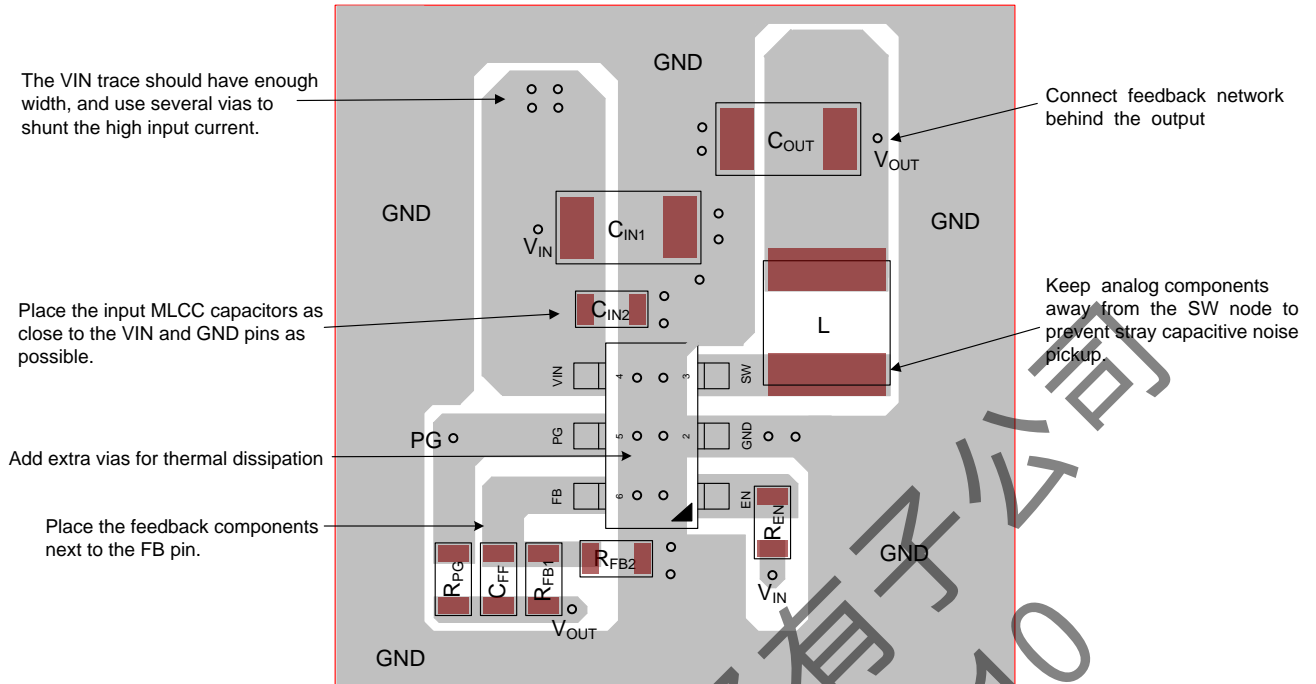 The VIN trace should have enough
width, and use several vias to
shunt the high input current.
Place the input MLCC capacitors as
close to the VIN and GND pins as
possible.
Add extra vias for thermal dissipation
Place the feedback components
next to the FB pin.
GND
GND
COUT
VOUT
Connect feedback network
behind the output
GND
CIN1
VIN
CIN2
L
Keep analog components
away from the SW node to
prevent stray capacitive noise
pickup.
VIN
4
3
SW
PG
PG
5
2
GND
FB
6
EN
REN
GND
VIN
RPG
CFF
RFB1
RFB2
VOUT
GND
有
子
公
司
10